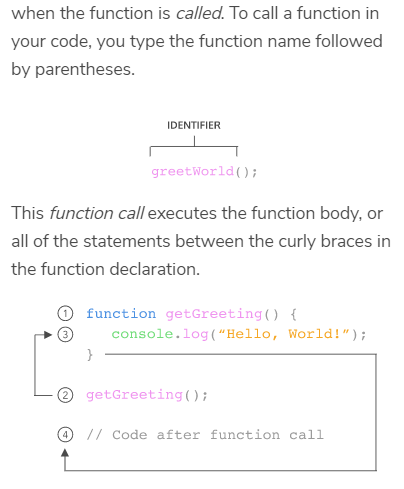 when the function is called. To call a function in
your code, you type the function name followed
by parentheses.
IDENTIFIER
greetWorld();
This function call executes the function body, or
all of the statements between the curly braces in
the function declaration.
1 function getGreeting() {
3 console.log(“Hello, World!”);
}
2 getGreeting();
4 // Code after function call